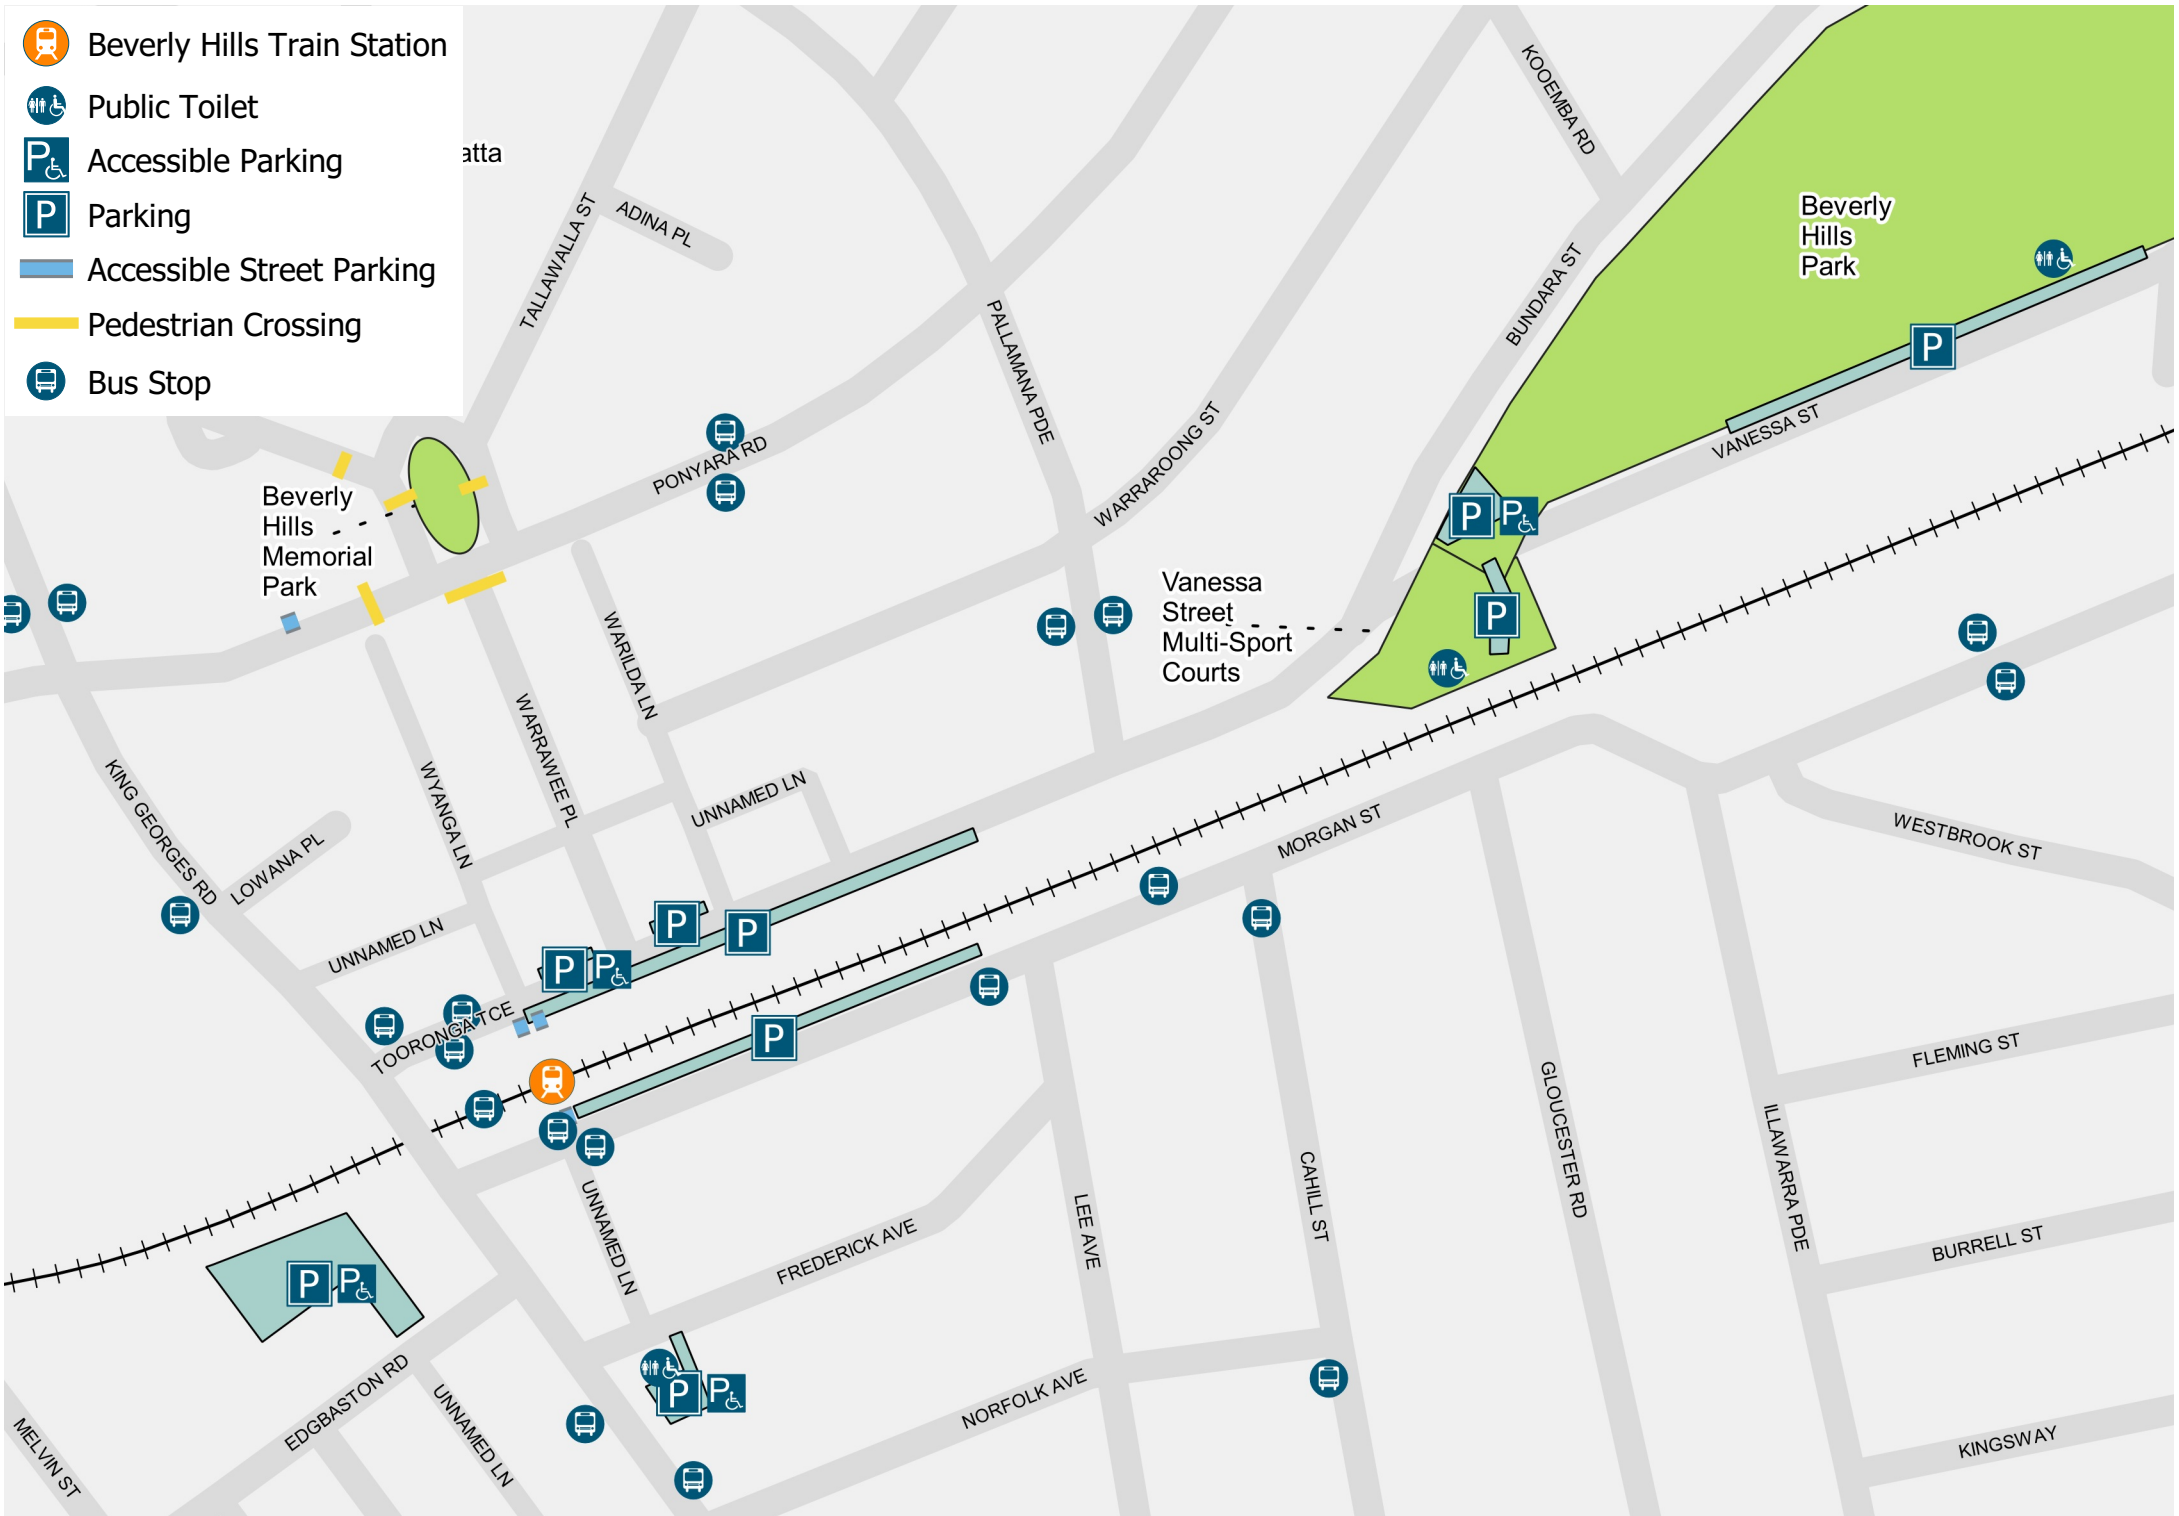 Beverly Hills Train Station
Public Toilet
Accessible Parking
P
Parking
Accessible Street Parking
Pedestrian Crossing
Bus Stop
atta
TALLAWALLA ST
ADINA PL
KOOEMBA RD
BUNDARA ST
Beverly
Hills
Park
PALLAMANA PDE
P
VANESSA ST
PONYARA RD
WARRAROONG ST
Beverly
Hills
Memorial
Park
P
P
P
Vanessa
Street
Multi-Sport
Courts
WARILDA LN
WARRAWEE PL
WYANGA LN
KING GEORGES RD
LOWANA PL
UNNAMED LN
UNNAMED LN
MORGAN ST
WESTBROOK ST
P
P
P
P
TOORONGA TCE
P
FLEMING ST
GLOUCESTER RD
ILLAWARRA PDE
CAHILL ST
LEE AVE
UNNAMED LN
FREDERICK AVE
BURRELL ST
P
P
EDGBASTON RD
UNNAMED LN
P
P
NORFOLK AVE
MELVIN ST
KINGSWAY